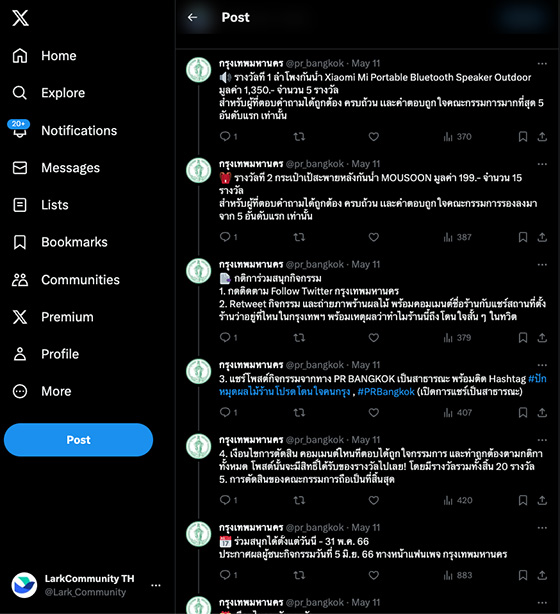 Post
Home
Explore
20+
Notifications
Messages
Lists
Bookmarks
Communities
Premium
Profile
More
Post
LarkCommunity TH
@Lark_Community
กรุงเทพมหานคร @pr_bangkok · May 11
🔊 รางวัลที่ 1 ลำโพงกันน้ำ Xiaomi Mi Portable Bluetooth Speaker Outdoor
มูลค่า 1,350.- จำนวน 5 รางวัล
สำหรับผู้ที่ตอบคำถามได้ถูกต้อง ครบถ้วน และคำตอบถูกใจคณะกรรมการมากที่สุด 5
อันดับแรก เท่านั้น
1 370
กรุงเทพมหานคร @pr_bangkok · May 11
🎒 รางวัลที่ 2 กระเป๋าเป้สะพายหลังกันน้ำ MOUSOON มูลค่า 199.- จำนวน 15
รางวัล
สำหรับผู้ที่ตอบคำถามได้ถูกต้อง ครบถ้วน และคำตอบถูกใจคณะกรรมการรองลงมา
จาก 5 อันดับแรก เท่านั้น
1 387
กรุงเทพมหานคร @pr_bangkok · May 11
กติการ่วมสนุกกิจกรรม
1. กดติดตาม Follow Twitter กรุงเทพมหานคร
2. Retweet กิจกรรม และถ่ายภาพร้านผลไม้ พร้อมคอมเมนต์ชื่อร้านกับแชร์สถานที่ตั้ง
ร้านว่าอยู่ที่ไหนในกรุงเทพฯ พร้อมเหตุผลว่าทำไมร้านนี้ถึงโดนใจสั้น ๆ ในทวิต
1 379
กรุงเทพมหานคร @pr_bangkok · May 11
3. แชร์โพสต์กิจกรรมจากทาง PR BANGKOK เป็นสาธารณะ พร้อมติด Hashtag #ปัก
หมุดผลไม้ร้านโปรดโดนใจคนกรุง , #PRBangkok (เปิดการแชร์เป็นสาธารณะ)
1 407
กรุงเทพมหานคร @pr_bangkok · May 11
4. เงื่อนไขการตัดสิน คอมเมนต์ไหนที่ตอบได้ถูกใจกรรมการ และทำถูกต้องตามกติกา
ทั้งหมด โพสต์นั้นจะมีสิทธิ์ได้รับของรางวัลไปเลย! โดยมีรางวัลรวมทั้งสิ้น 20 รางวัล
5. การตัดสินของคณะกรรมการถือเป็นที่สิ้นสุด
1 420
กรุงเทพมหานคร @pr_bangkok · May 11
📅 ร่วมสนุกได้ตั้งแต่วันนี้ - 31 พ.ค. 66
ประกาศผลผู้ชนะกิจกรรมวันที่ 5 มิ.ย. 66 ทางหน้าแฟนเพจ กรุงเทพมหานคร
1 883
กรุงเทพมหานคร @pr_bangkok · May 11